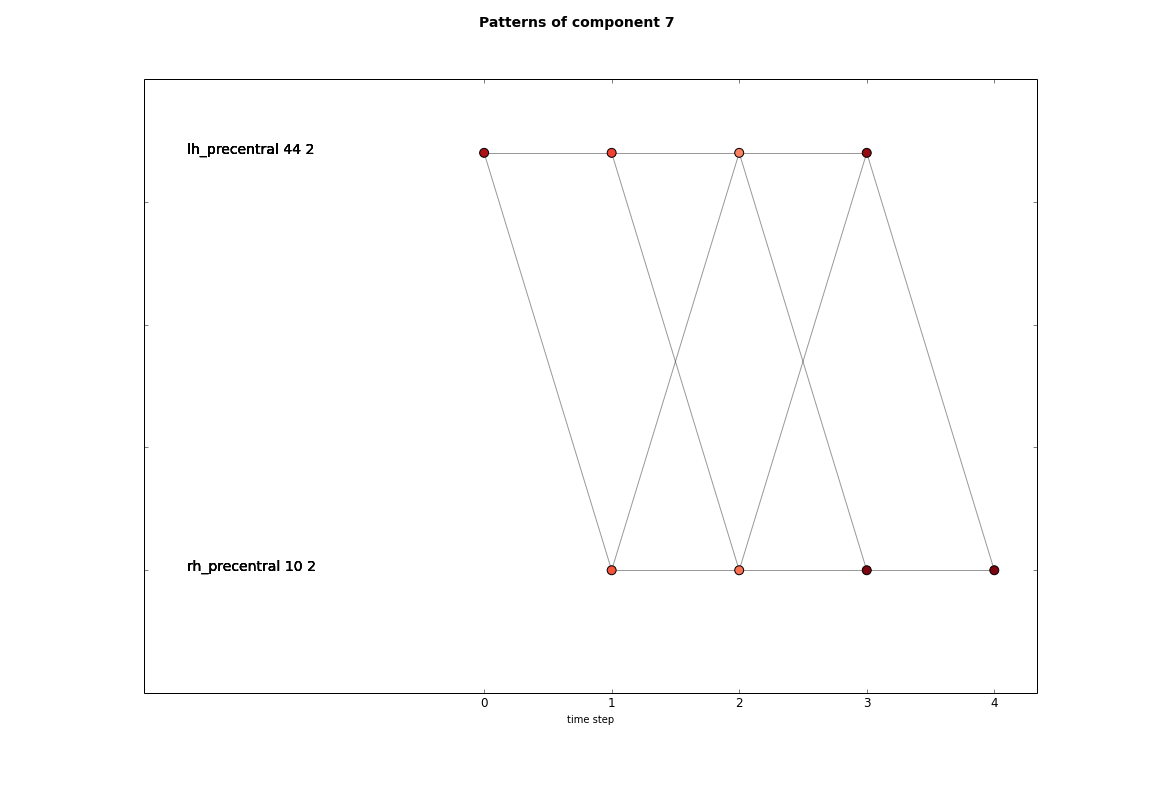 Patterns of component 7
lh_precentral 44 2
rh_precentral 10 2
0 1 2 3 4
time step